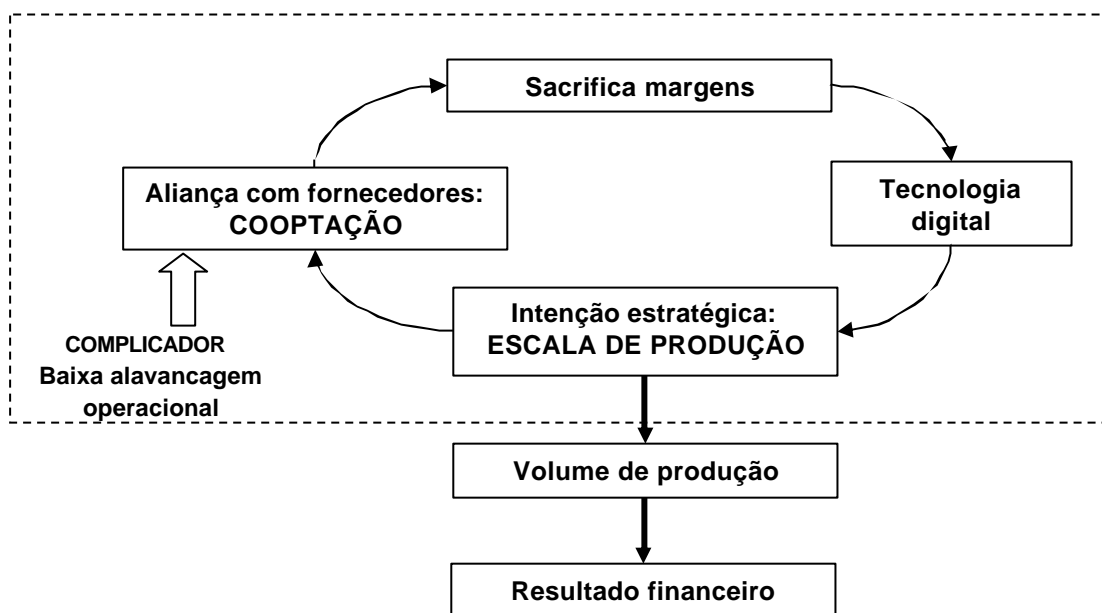 Sacrifica margens
Aliança com fornecedores:
COOPTAÇÃO
Tecnologia
digital
Intenção estratégica:
ESCALA DE PRODUÇÃO
COMPLICADOR
Baixa alavancagem
operacional
Volume de produção
Resultado financeiro